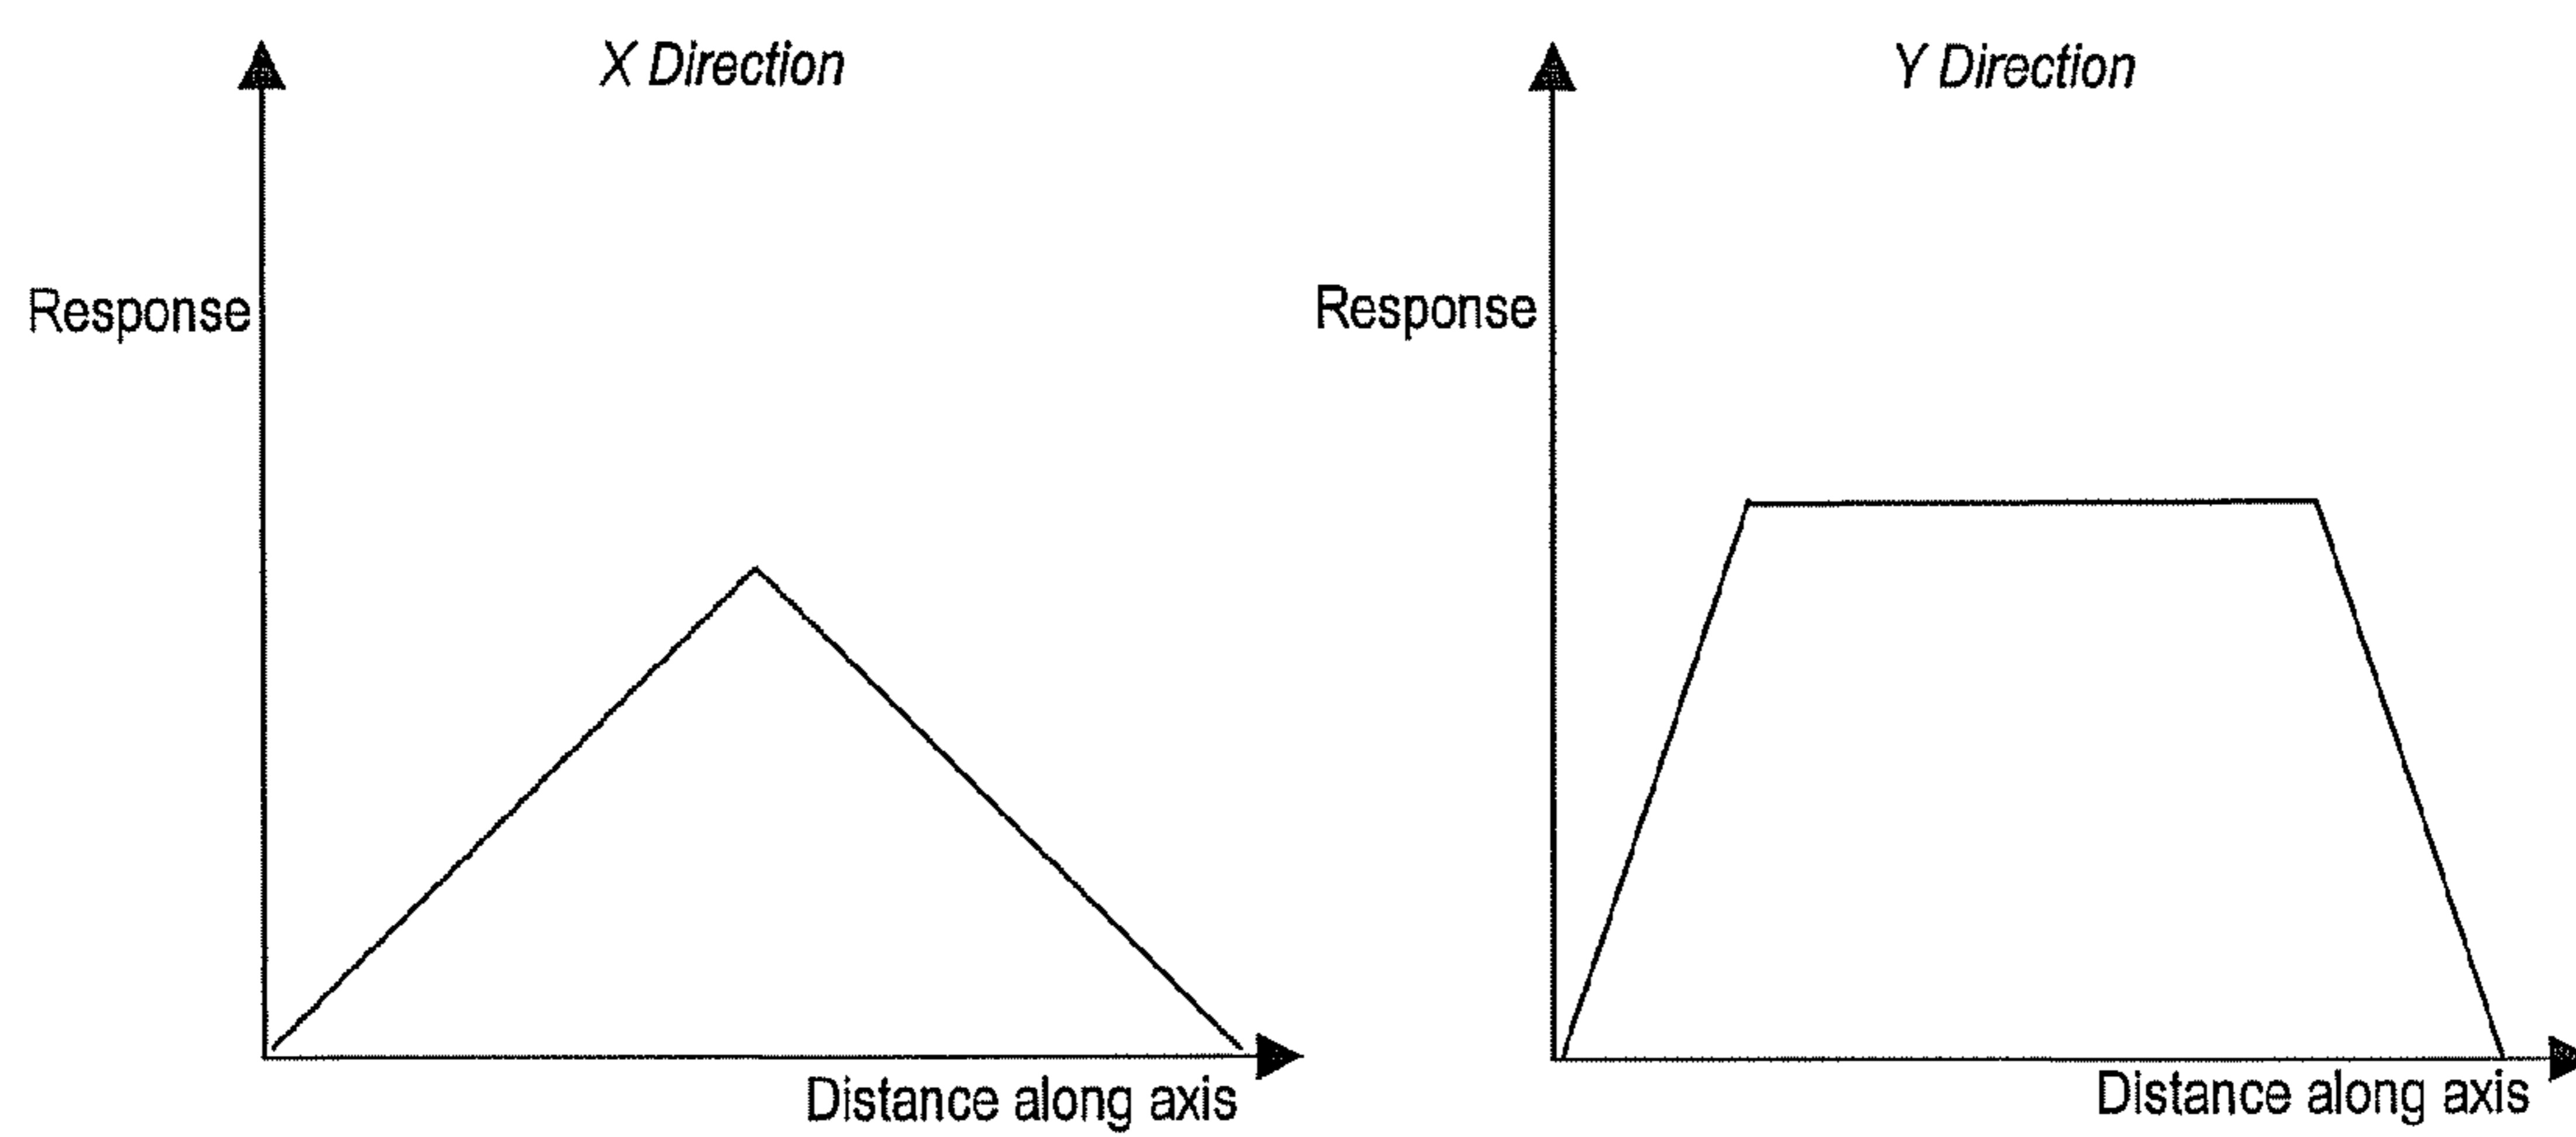 X Direction
Response
Distance along axis
Y Direction
Response
Distance along axis